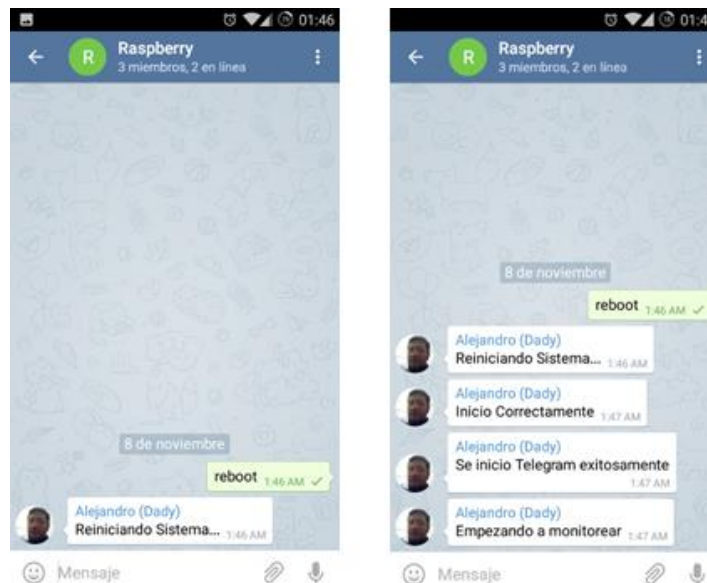 01:46
R
Raspberry
3 miembros, 2 en línea
8 de noviembre
reboot 1:46 AM
Alejandro (Dady)
Reiniciando Sistema... 1:46 AM
Mensaje
01:4
R
Raspberry
3 miembros, 2 en línea
8 de noviembre
reboot 1:46 AM
Alejandro (Dady)
Reiniciando Sistema... 1:46 AM
Alejandro (Dady)
Inicio Correctamente 1:47 AM
Alejandro (Dady)
Se inicio Telegram exitosamente
1:47 AM
Alejandro (Dady)
Empezando a monitorear 1:47 AM
Mensaje